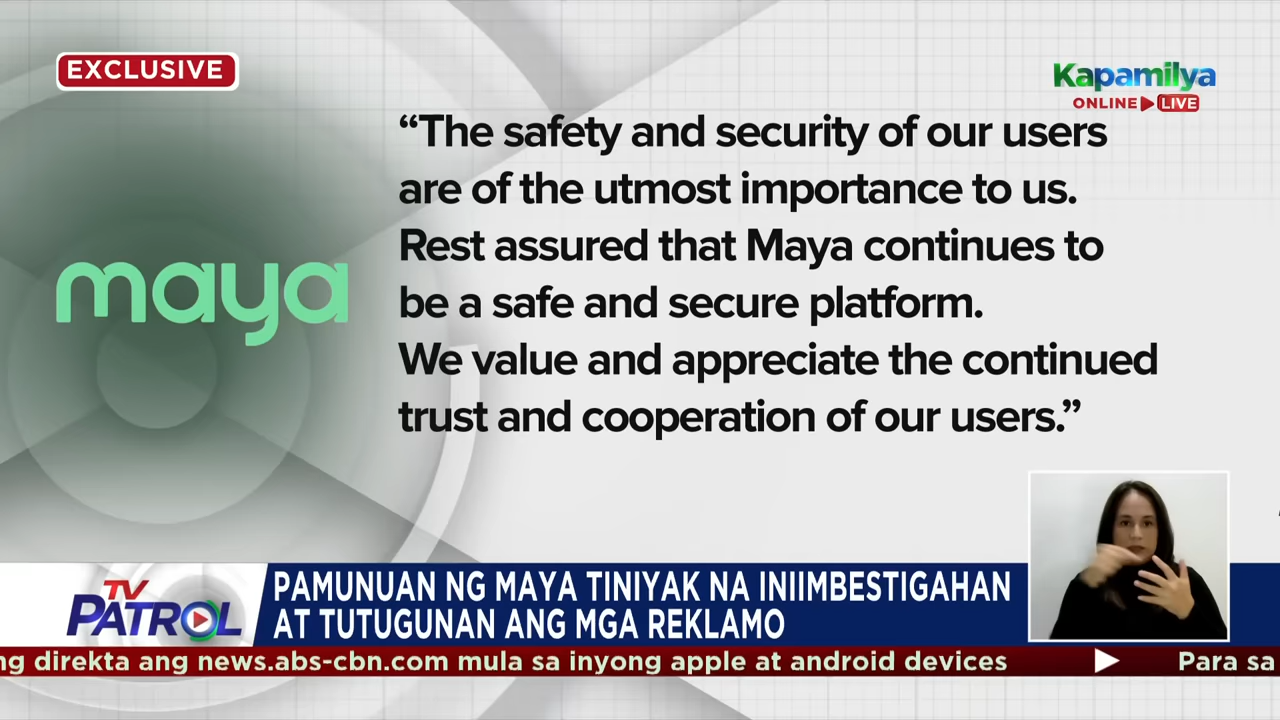 EXCLUSIVE
Kapamilya
ONLINE LIVE
“The safety and security of our users
are of the utmost importance to us.
Rest assured that Maya continues to
be a safe and secure platform.
We value and appreciate the continued
trust and cooperation of our users.”
maya
TV
PATROL
PAMUNUAN NG MAYA TINIYAK NA INIIMBESTIGAHAN
AT TUTUGUNAN ANG MGA REKLAMO
ng direkta ang news.abs-cbn.com mula sa inyong apple at android devices Para sa